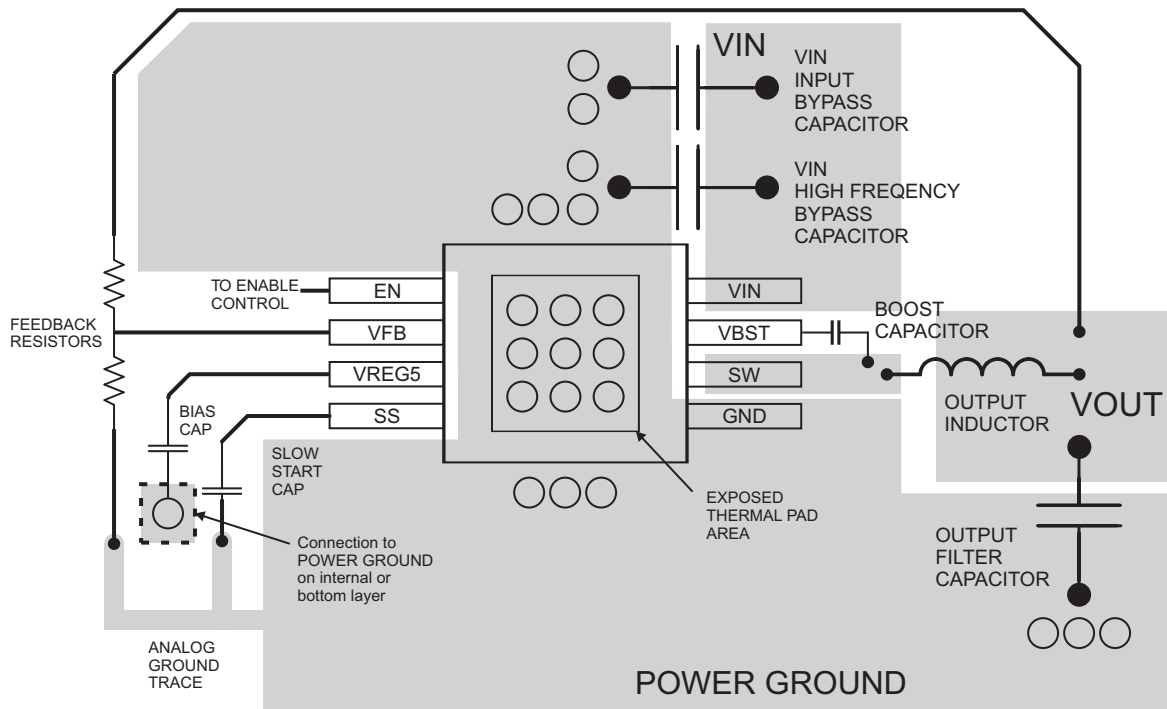 VIN
VIN
INPUT
BYPASS
CAPACITOR
VIN
HIGH FREQENCY
BYPASS
CAPACITOR
TO ENABLE
CONTROL
EN
VIN
FEEDBACK
RESISTORS
VFB
VBST
BOOST
CAPACITOR
VREG5
SW
SS
GND
OUTPUT
INDUCTOR
VOUT
BIAS
CAP
SLOW
START
CAP
EXPOSED
THERMAL PAD
AREA
Connection to
POWER GROUND
on internal or
bottom layer
OUTPUT
FILTER
CAPACITOR
ANALOG
GROUND
TRACE
POWER GROUND